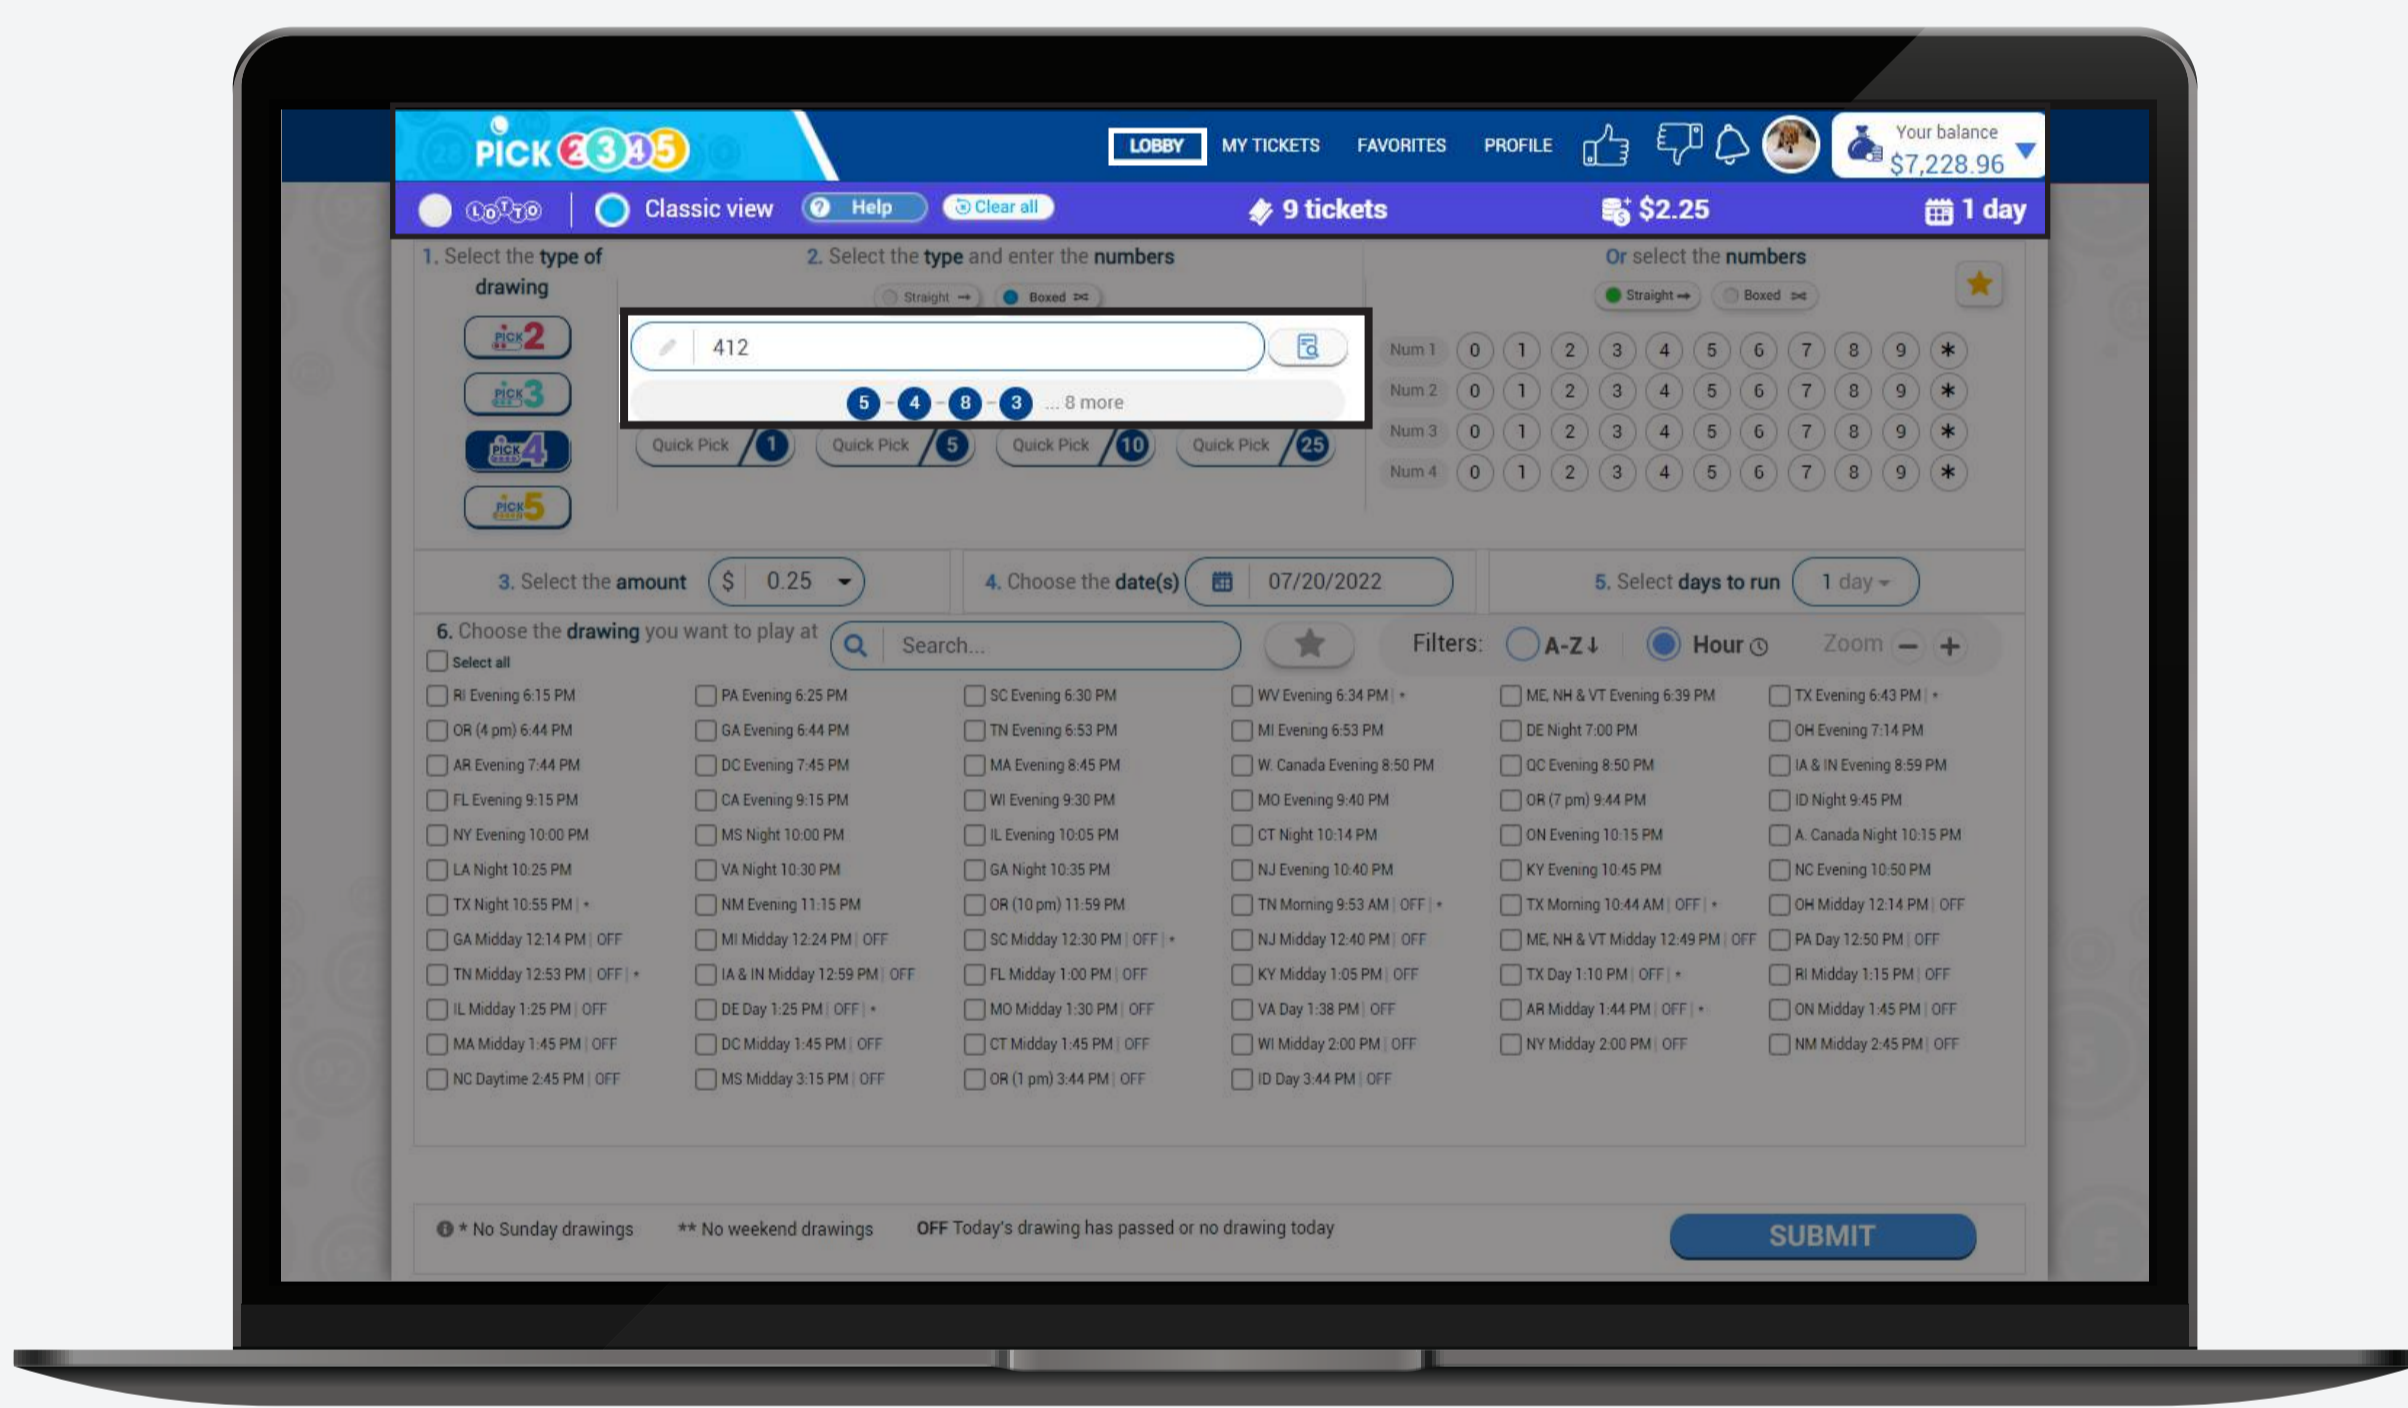 PICK 2345
LOBBY MY TICKETS FAVORITES PROFILE
Your balance
$7,228.96
LOTTO Classic view Help Clear all 9 tickets $2.25 1 day
1. Select the type of drawing
PICK 2
PICK 3
PICK 4
PICK 5
2. Select the type and enter the numbers
Straight Boxed
412
5 - 4 - 8 - 3 ... 8 more
Quick Pick 1 Quick Pick 5 Quick Pick 10 Quick Pick 25
Or select the numbers
Straight Boxed
Num 1 0 1 2 3 4 5 6 7 8 9 *
Num 2 0 1 2 3 4 5 6 7 8 9 *
Num 3 0 1 2 3 4 5 6 7 8 9 *
Num 4 0 1 2 3 4 5 6 7 8 9 *
3. Select the amount $ 0.25 4. Choose the date(s) 07/20/2022 5. Select days to run 1 day
6. Choose the drawing you want to play at Search... Filters: A-Z↓ Hour Zoom − +
Select all
RI Evening 6:15 PM PA Evening 6:25 PM SC Evening 6:30 PM WV Evening 6:34 PM | * ME, NH & VT Evening 6:39 PM TX Evening 6:43 PM | *
OR (4 pm) 6:44 PM GA Evening 6:44 PM TN Evening 6:53 PM MI Evening 6:53 PM DE Night 7:00 PM OH Evening 7:14 PM
AR Evening 7:44 PM DC Evening 7:45 PM MA Evening 8:45 PM W. Canada Evening 8:50 PM QC Evening 8:50 PM IA & IN Evening 8:59 PM
FL Evening 9:15 PM CA Evening 9:15 PM WI Evening 9:30 PM MO Evening 9:40 PM OR (7 pm) 9:44 PM ID Night 9:45 PM
NY Evening 10:00 PM MS Night 10:00 PM IL Evening 10:05 PM CT Night 10:14 PM ON Evening 10:15 PM A. Canada Night 10:15 PM
LA Night 10:25 PM VA Night 10:30 PM GA Night 10:35 PM NJ Evening 10:40 PM KY Evening 10:45 PM NC Evening 10:50 PM
TX Night 10:55 PM | * NM Evening 11:15 PM OR (10 pm) 11:59 PM TN Morning 9:53 AM | OFF | * TX Morning 10:44 AM | OFF | * OH Midday 12:14 PM | OFF
GA Midday 12:14 PM | OFF MI Midday 12:24 PM | OFF SC Midday 12:30 PM | OFF | * NJ Midday 12:40 PM | OFF ME, NH & VT Midday 12:49 PM | OFF PA Day 12:50 PM | OFF
TN Midday 12:53 PM | OFF | * IA & IN Midday 12:59 PM | OFF FL Midday 1:00 PM | OFF KY Midday 1:05 PM | OFF TX Day 1:10 PM | OFF | * RI Midday 1:15 PM | OFF
IL Midday 1:25 PM | OFF DE Day 1:25 PM | OFF | * MO Midday 1:30 PM | OFF VA Day 1:38 PM | OFF AR Midday 1:44 PM | OFF | * ON Midday 1:45 PM | OFF
MA Midday 1:45 PM | OFF DC Midday 1:45 PM | OFF CT Midday 1:45 PM | OFF WI Midday 2:00 PM | OFF NY Midday 2:00 PM | OFF NM Midday 2:45 PM | OFF
NC Daytime 2:45 PM | OFF MS Midday 3:15 PM | OFF OR (1 pm) 3:44 PM | OFF ID Day 3:44 PM | OFF
* No Sunday drawings ** No weekend drawings OFF Today's drawing has passed or no drawing today SUBMIT